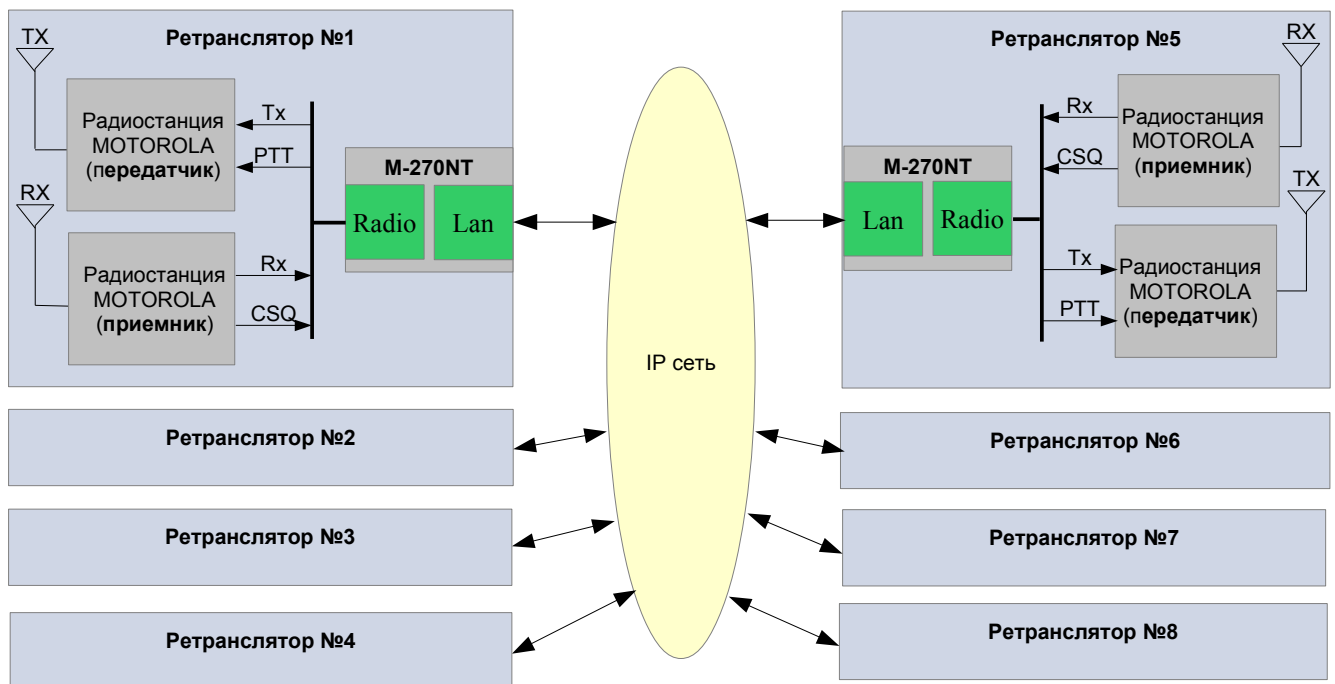 Ретранслятор №1
TX
Радиостанция
MOTOROLA
(передатчик)
Tx
PTT
RX
Радиостанция
MOTOROLA
(приемник)
Rx
CSQ
M-270NT
Radio
Lan
Ретранслятор №2
Ретранслятор №3
Ретранслятор №4
IP сеть
Ретранслятор №5
RX
Rx
CSQ
Радиостанция
MOTOROLA
(приемник)
M-270NT
Lan
Radio
TX
Tx
PTT
Радиостанция
MOTOROLA
(передатчик)
Ретранслятор №6
Ретранслятор №7
Ретранслятор №8